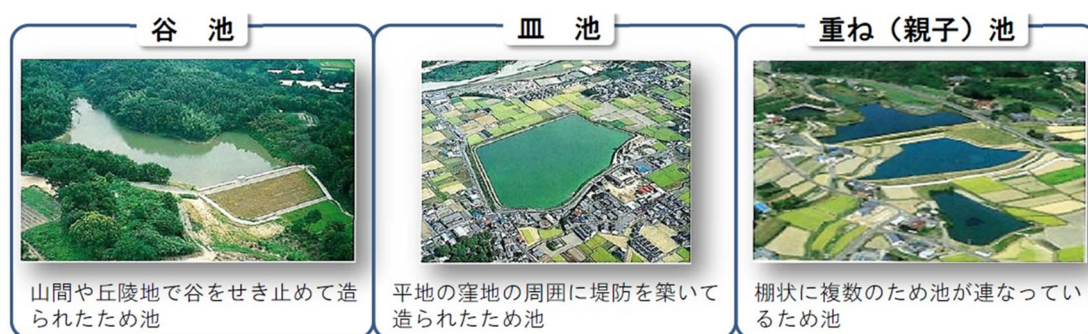 谷 池
山間や丘陵地で谷をせき止めて造
られたため池
皿 池
平地の窪地の周囲に堤防を築いて
造られたため池
重ね（親子）池
棚状に複数のため池が連なってい
るため池